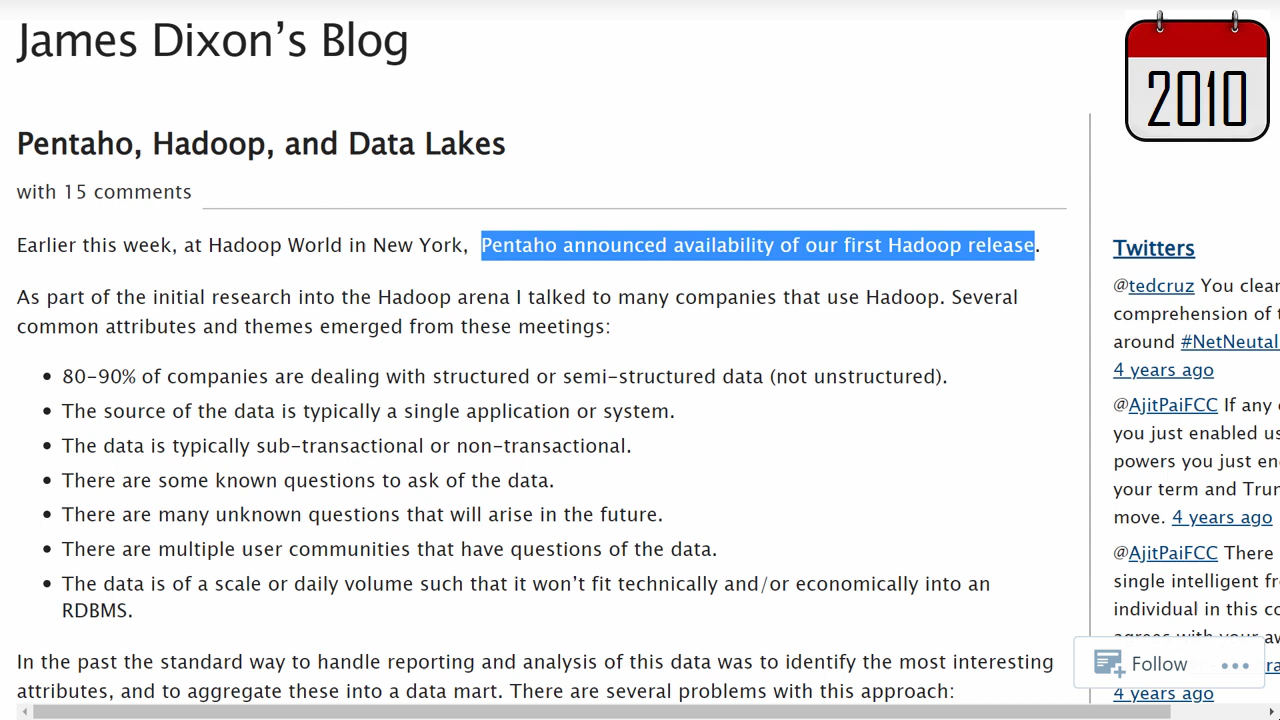 James Dixon’s Blog
2010
Pentaho, Hadoop, and Data Lakes
with 15 comments
Earlier this week, at Hadoop World in New York, Pentaho announced availability of our first Hadoop release.
As part of the initial research into the Hadoop arena I talked to many companies that use Hadoop. Several
common attributes and themes emerged from these meetings:
• 80–90% of companies are dealing with structured or semi-structured data (not unstructured).
• The source of the data is typically a single application or system.
• The data is typically sub-transactional or non-transactional.
• There are some known questions to ask of the data.
• There are many unknown questions that will arise in the future.
• There are multiple user communities that have questions of the data.
• The data is of a scale or daily volume such that it won’t fit technically and/or economically into an
RDBMS.
In the past the standard way to handle reporting and analysis of this data was to identify the most interesting
attributes, and to aggregate these into a data mart. There are several problems with this approach:
Twitters
@tedcruz You clear
comprehension of t
around #NetNeutal
4 years ago
@AjitPaiFCC If any
you just enabled us
powers you just en
your term and Trun
move. 4 years ago
@AjitPaiFCC There
single intelligent fr
individual in this co
agrees with your aw
Follow
4 years ago